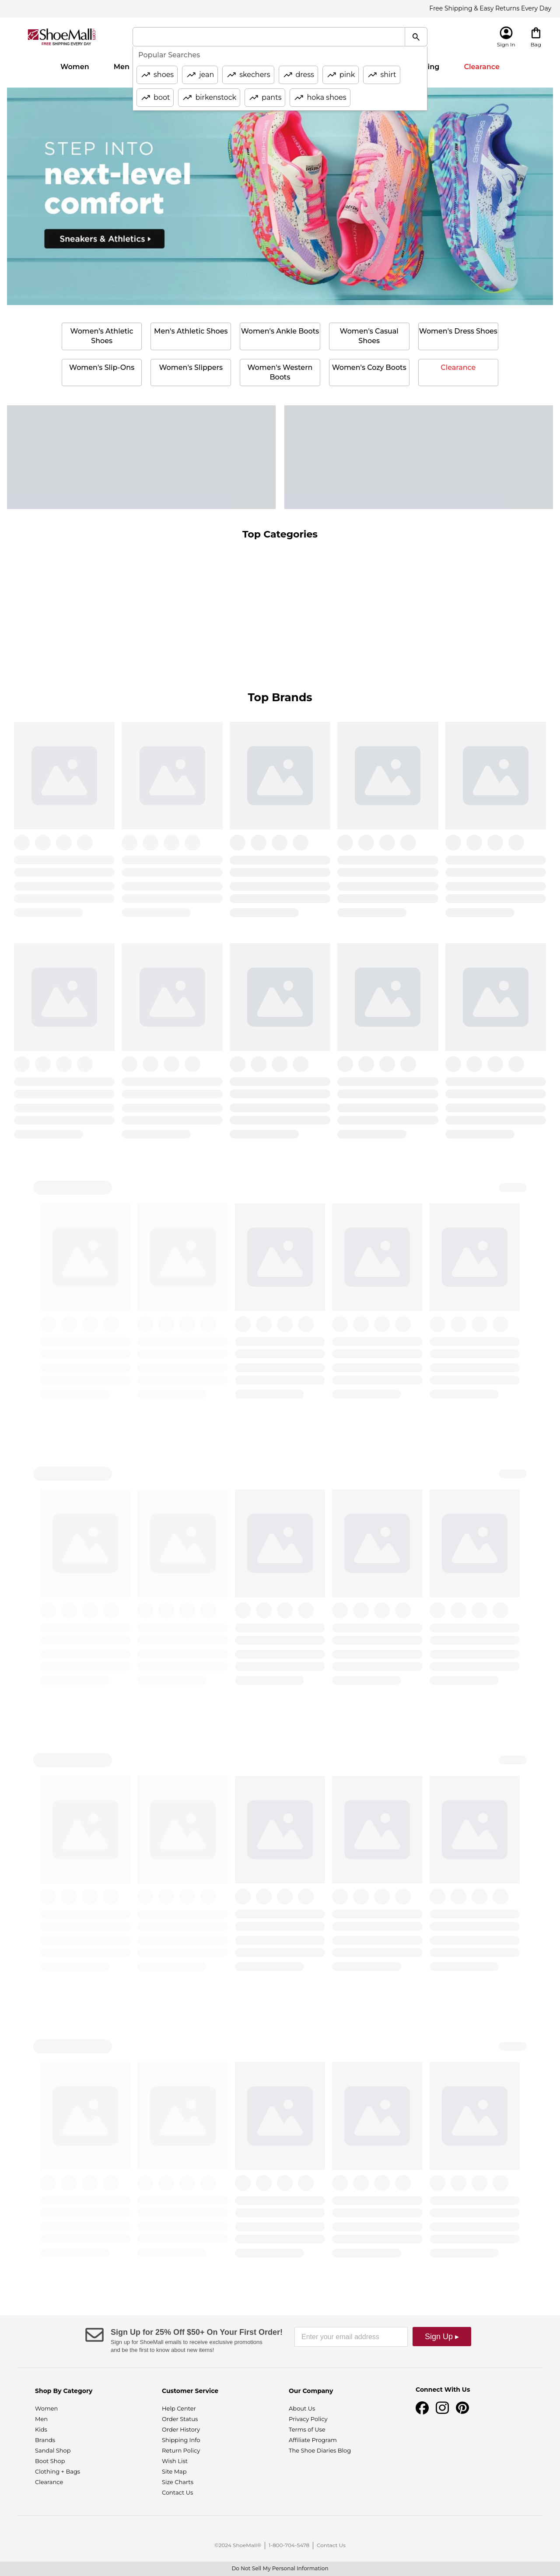 Free Shipping & Easy Returns Every Day
ShoeMall
FREE SHIPPING EVERY DAY
Sign In
Bag
Popular Searches
Women
Men
ing
Clearance
shoes
jean
skechers
dress
pink
shirt
boot
birkenstock
pants
hoka shoes
STEP INTO
next-level
comfort
Sneakers & Athletics ▸
Women's Athletic
Shoes
Men's Athletic Shoes
Women's Ankle Boots
Women's Casual
Shoes
Women's Dress Shoes
Women's Slip-Ons
Women's Slippers
Women's Western
Boots
Women's Cozy Boots
Clearance
Top Categories
Top Brands
Sign Up for 25% Off $50+ On Your First Order!
Sign up for ShoeMall emails to receive exclusive promotions
and be the first to know about new items!
Enter your email address
Sign Up ▸
Shop By Category
Women
Men
Kids
Brands
Sandal Shop
Boot Shop
Clothing + Bags
Clearance
Customer Service
Help Center
Order Status
Order History
Shipping Info
Return Policy
Wish List
Site Map
Size Charts
Contact Us
Our Company
About Us
Privacy Policy
Terms of Use
Affiliate Program
The Shoe Diaries Blog
Connect With Us
©2024 ShoeMall® | 1-800-704-5478 | Contact Us
Do Not Sell My Personal Information